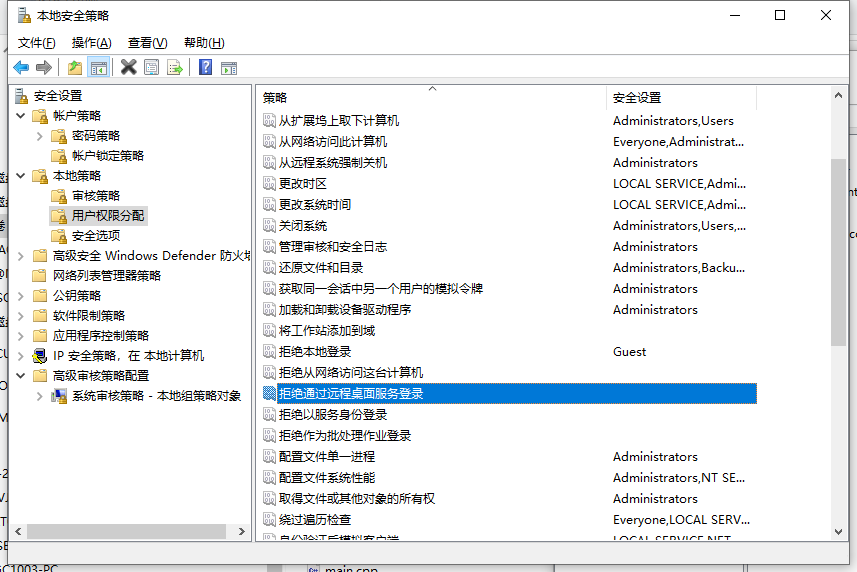 本地安全策略
文件(F) 操作(A) 查看(V) 帮助(H)
安全设置
帐户策略
密码策略
帐户锁定策略
本地策略
审核策略
用户权限分配
安全选项
高级安全 Windows Defender 防火墙
网络列表管理器策略
公钥策略
软件限制策略
应用程序控制策略
IP 安全策略，在 本地计算机
高级审核策略配置
系统审核策略 - 本地组策略对象
策略 安全设置
从扩展坞上取下计算机 Administrators,Users
从网络访问此计算机 Everyone,Administrat...
从远程系统强制关机 Administrators
更改时区 LOCAL SERVICE,Admi...
更改系统时间 LOCAL SERVICE,Admi...
关闭系统 Administrators,Users,...
管理审核和安全日志 Administrators
还原文件和目录 Administrators,Backu...
获取同一会话中另一个用户的模拟令牌 Administrators
加载和卸载设备驱动程序 Administrators
将工作站添加到域
拒绝本地登录 Guest
拒绝从网络访问这台计算机
拒绝通过远程桌面服务登录
拒绝以服务身份登录
拒绝作为批处理作业登录
配置文件单一进程 Administrators
配置文件系统性能 Administrators,NT SE...
取得文件或其他对象的所有权 Administrators
绕过遍历检查 Everyone,LOCAL SERV...
身份验证后模拟客户端 LOCAL SERVICE,NET...
GC1003-PC
main.cpp